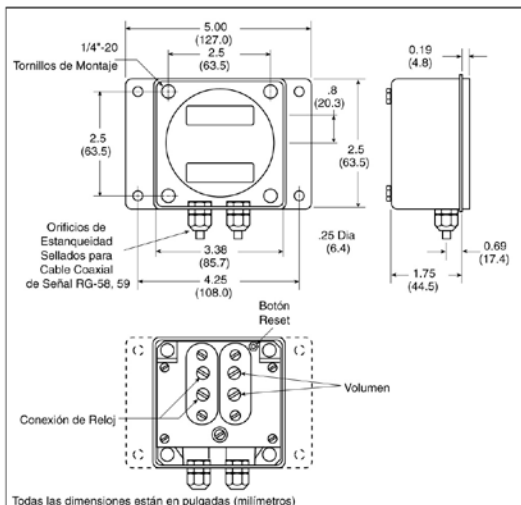 5.00
(127.0)
1/4"-20
Tornillos de Montaje
2.5
(63.5)
0.19
(4.8)
.8
(20.3)
2.5
(63.5)
2.5
(63.5)
Orificios de
Estanqueidad
Sellados para
Cable Coaxial
de Señal RG-58, 59
3.38
(85.7)
.25 Dia
(6.4)
4.25
(108.0)
0.69
(17.4)
1.75
(44.5)
Botón
Reset
Volumen
Conexión de Reloj
Todas las dimensiones están en pulgadas (milímetros)